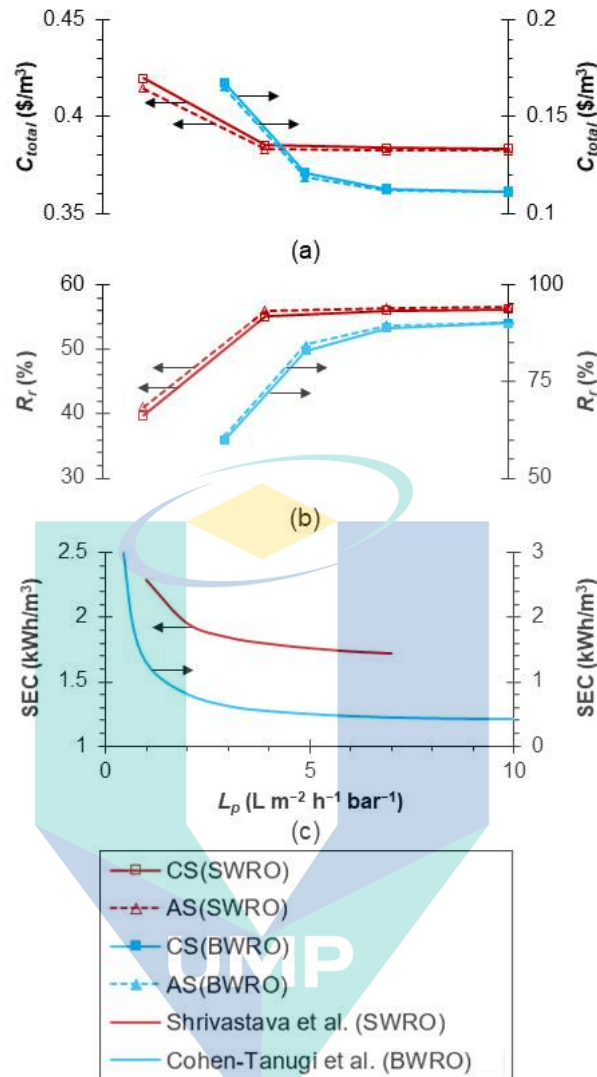 0.45 0.2
0.4 0.15
0.35 0.1
C_total ($/m³)
C_total ($/m³)
(a)
60 100
50
75
40
30 50
R_r (%)
R_r (%)
(b)
2.5 3
2 2
1.5 1
1 0
SEC (kWh/m³)
SEC (kWh/m³)
0 5 10
L_p (L m⁻² h⁻¹ bar⁻¹)
(c)
CS(SWRO)
AS(SWRO)
CS(BWRO)
AS(BWRO)
Shrivastava et al. (SWRO)
Cohen-Tanugi et al. (BWRO)
UMP